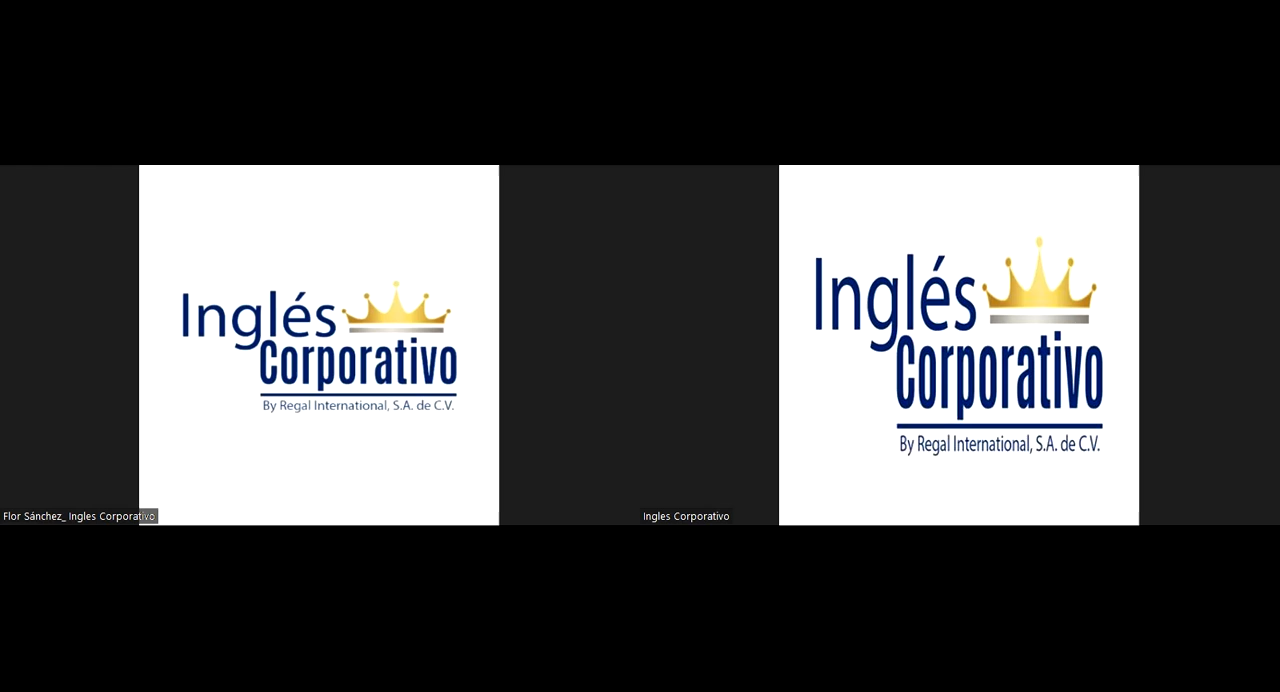 Inglés
Corporativo
By Regal International, S.A. de C.V.
Flor Sánchez_ Ingles Corporativo
Inglés
Corporativo
By Regal International, S.A. de C.V.
Ingles Corporativo